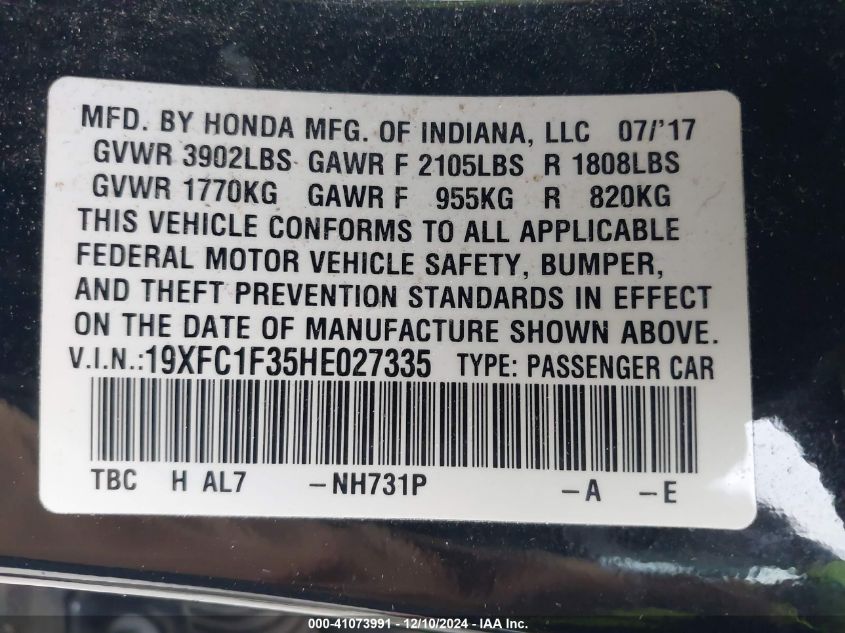 MFD. BY HONDA MFG. OF INDIANA, LLC 07/'17
GVWR 3902LBS GAWR F 2105LBS R 1808LBS
GVWR 1770KG GAWR F 955KG R 820KG
THIS VEHICLE CONFORMS TO ALL APPLICABLE
FEDERAL MOTOR VEHICLE SAFETY, BUMPER,
AND THEFT PREVENTION STANDARDS IN EFFECT
ON THE DATE OF MANUFACTURE SHOWN ABOVE.
V.I.N.:19XFC1F35HE027335 TYPE: PASSENGER CAR
TBC H AL7 -NH731P -A -E
000-41073991 - 12/10/2024 - IAA Inc.